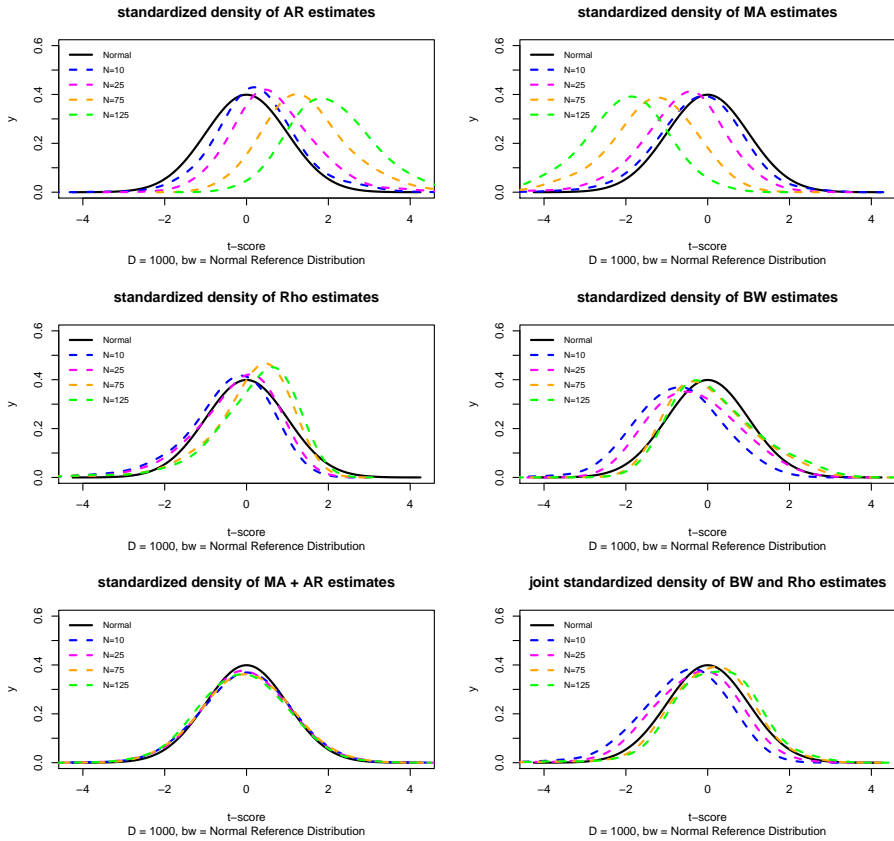 standardized density of AR estimates
0.6
0.4
0.2
0.0
y
Normal
N=10
N=25
N=75
N=125
−4
−2
0
2
4
t−score
D = 1000, bw = Normal Reference Distribution
standardized density of MA estimates
0.6
0.4
0.2
0.0
y
Normal
N=10
N=25
N=75
N=125
−4
−2
0
2
4
t−score
D = 1000, bw = Normal Reference Distribution
standardized density of Rho estimates
0.6
0.4
0.2
0.0
y
Normal
N=10
N=25
N=75
N=125
−4
−2
0
2
4
t−score
D = 1000, bw = Normal Reference Distribution
standardized density of BW estimates
0.6
0.4
0.2
0.0
y
Normal
N=10
N=25
N=75
N=125
−4
−2
0
2
4
t−score
D = 1000, bw = Normal Reference Distribution
standardized density of MA + AR estimates
0.6
0.4
0.2
0.0
y
Normal
N=10
N=25
N=75
N=125
−4
−2
0
2
4
t−score
D = 1000, bw = Normal Reference Distribution
joint standardized density of BW and Rho estimates
0.6
0.4
0.2
0.0
y
Normal
N=10
N=25
N=75
N=125
−4
−2
0
2
4
t−score
D = 1000, bw = Normal Reference Distribution